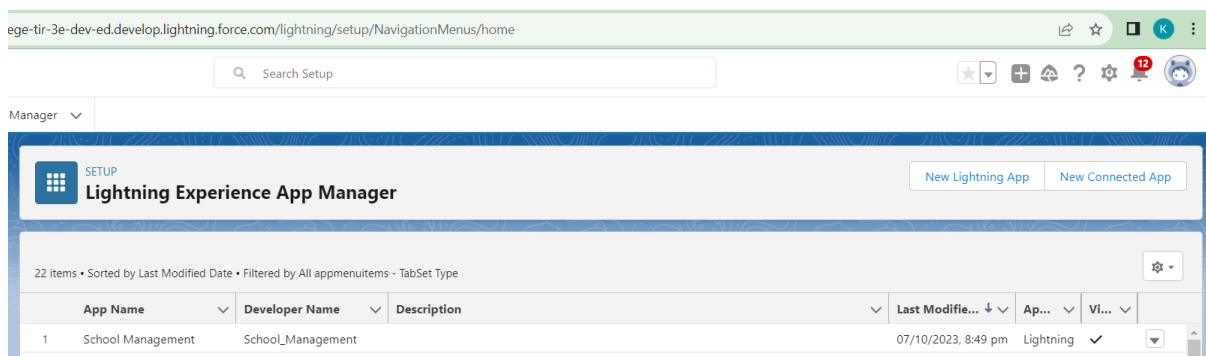 ege-tir-3e-dev-ed.develop.lightning.force.com/lightning/setup/NavigationMenus/home
K
Search Setup
12
Manager
SETUP
Lightning Experience App Manager
New Lightning App
New Connected App
22 items • Sorted by Last Modified Date • Filtered by All appmenuitems - TabSet Type
App Name Developer Name Description Last Modifie... Ap... Vi...
1 School Management School_Management 07/10/2023, 8:49 pm Lightning